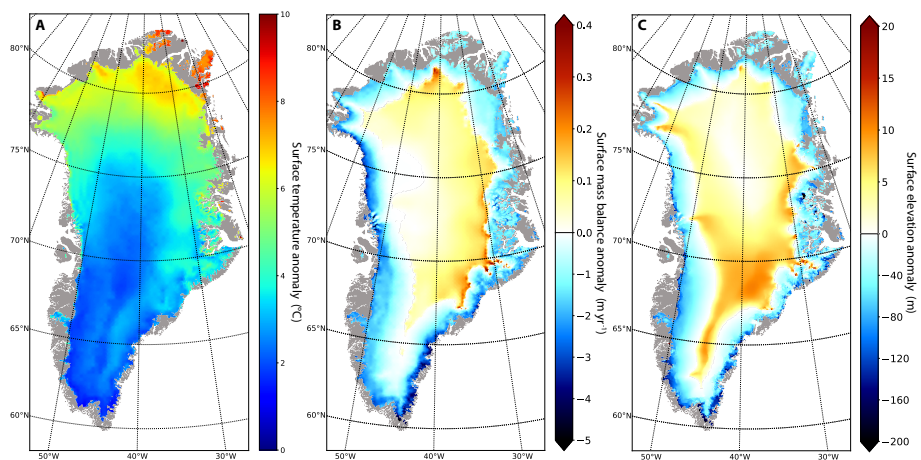 A
80°N
75°N
70°N
65°N
60°N
50°W
40°W
30°W
10
8
6
4
2
0
Surface temperature anomaly (°C)
B
80°N
75°N
70°N
65°N
60°N
50°W
40°W
30°W
0.4
0.3
0.2
0.1
0.0
−1
−2
−3
−4
−5
Surface mass balance anomaly (m yr⁻¹)
C
80°N
75°N
70°N
65°N
60°N
50°W
40°W
30°W
20
15
10
5
0
−40
−80
−120
−160
−200
Surface elevation anomaly (m)